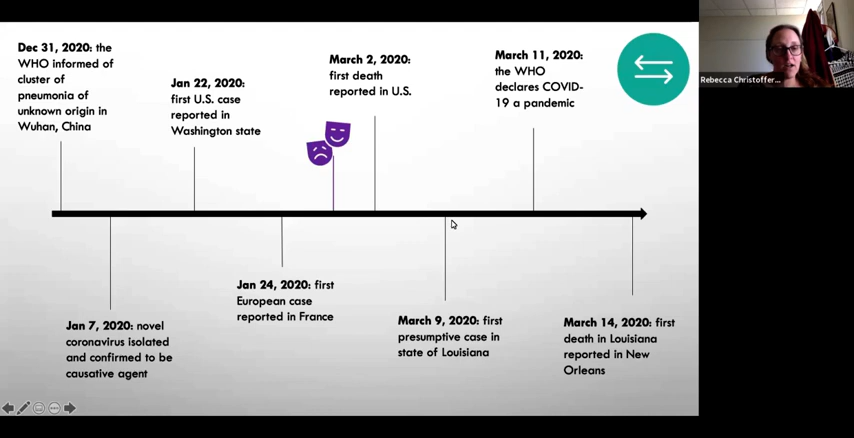 Dec 31, 2020: the
WHO informed of
cluster of
pneumonia of
unknown origin in
Wuhan, China
Jan 22, 2020:
first U.S. case
reported in
Washington state
March 2, 2020:
first death
reported in U.S.
March 11, 2020:
the WHO
declares COVID-
19 a pandemic
Rebecca Christoffer...
Jan 7, 2020: novel
coronavirus isolated
and confirmed to be
causative agent
Jan 24, 2020: first
European case
reported in France
March 9, 2020: first
presumptive case in
state of Louisiana
March 14, 2020: first
death in Louisiana
reported in New
Orleans